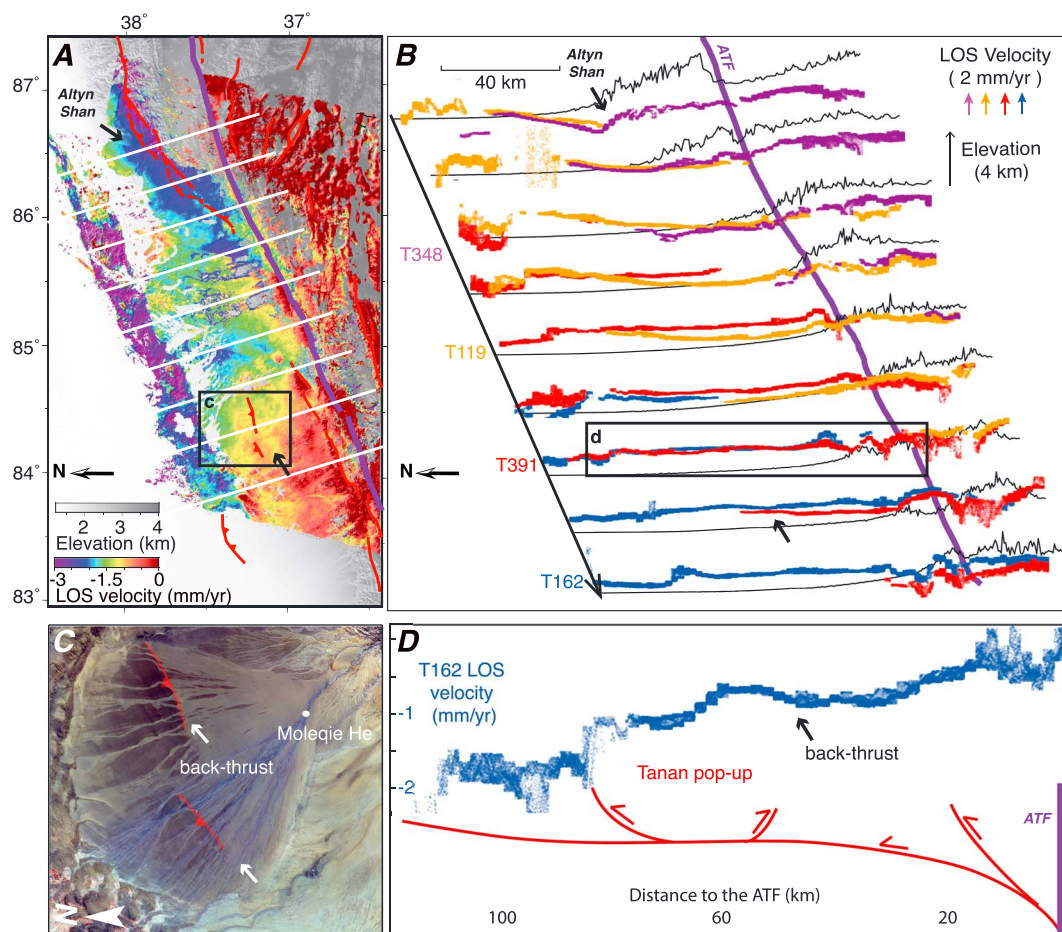 38° 37°
A
87°
86°
85°
84°
83°
Altyn
Shan
c
N
2 3 4
Elevation (km)
-3 -1.5 0
LOS velocity (mm/yr)
B
40 km
Altyn
Shan
ATF
LOS Velocity
( 2 mm/yr )
Elevation
(4 km)
T348
T119
T391
T162
d
N
C
Moleqie He
back-thrust
N
D
T162 LOS
velocity
(mm/yr)
-1
-2
back-thrust
Tanan pop-up
ATF
Distance to the ATF (km)
100 60 20